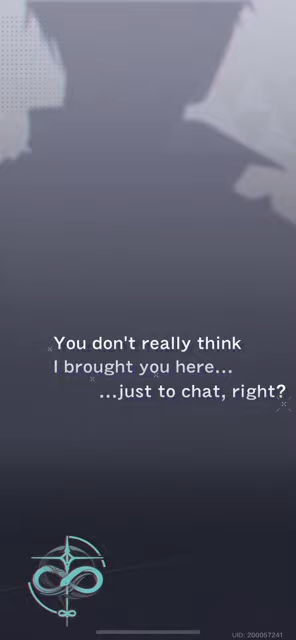 You don't really think
I brought you here...
...just to chat, right?
UID: 200057241